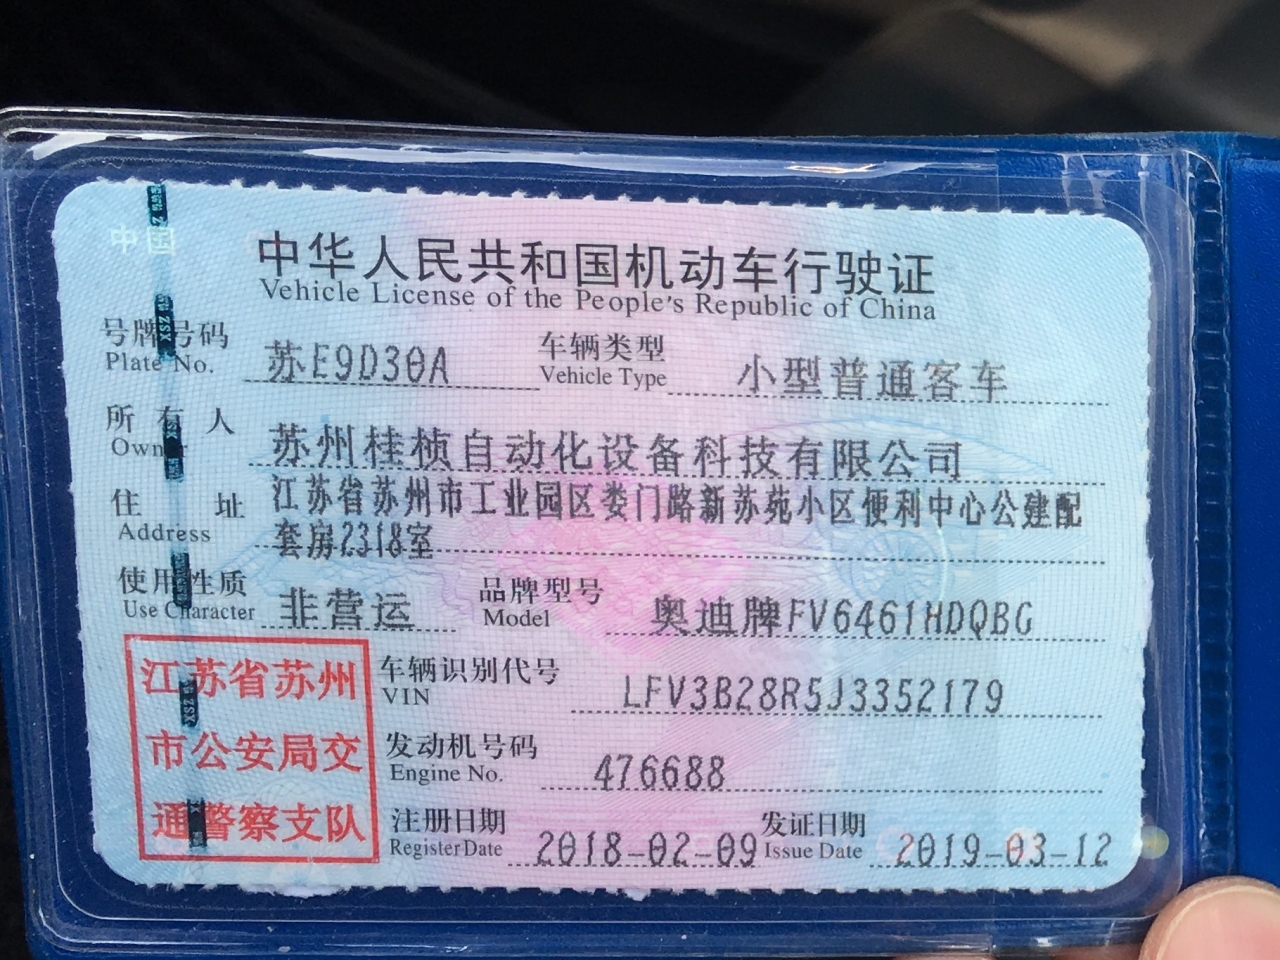 中国
中华人民共和国机动车行驶证
Vehicle License of the People's Republic of China
号牌号码 苏E9D30A 车辆类型 小型普通客车
Plate No. Vehicle Type
所有人 苏州桂桢自动化设备科技有限公司
Owner
住址 江苏省苏州市工业园区娄门路新苏苑小区便利中心公建配
Address 套房2318室
使用性质 非营运 品牌型号 奥迪牌FV6461HDQBG
Use Character Model
江苏省苏州
市公安局交
通警察支队
车辆识别代号 LFV3B28R5J3352179
VIN
发动机号码 476688
Engine No.
注册日期 2018-02-09 发证日期 2019-03-12
Register Date Issue Date